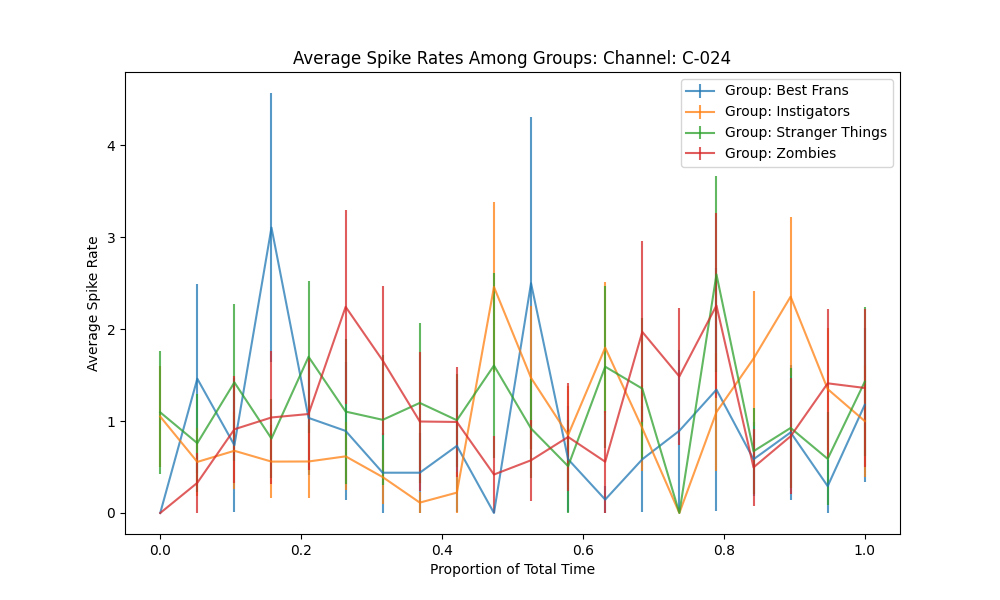 Average Spike Rates Among Groups: Channel: C-024
Group: Best Frans
Group: Instigators
Group: Stranger Things
Group: Zombies
Average Spike Rate
4
3
2
1
0
0.0 0.2 0.4 0.6 0.8 1.0
Proportion of Total Time